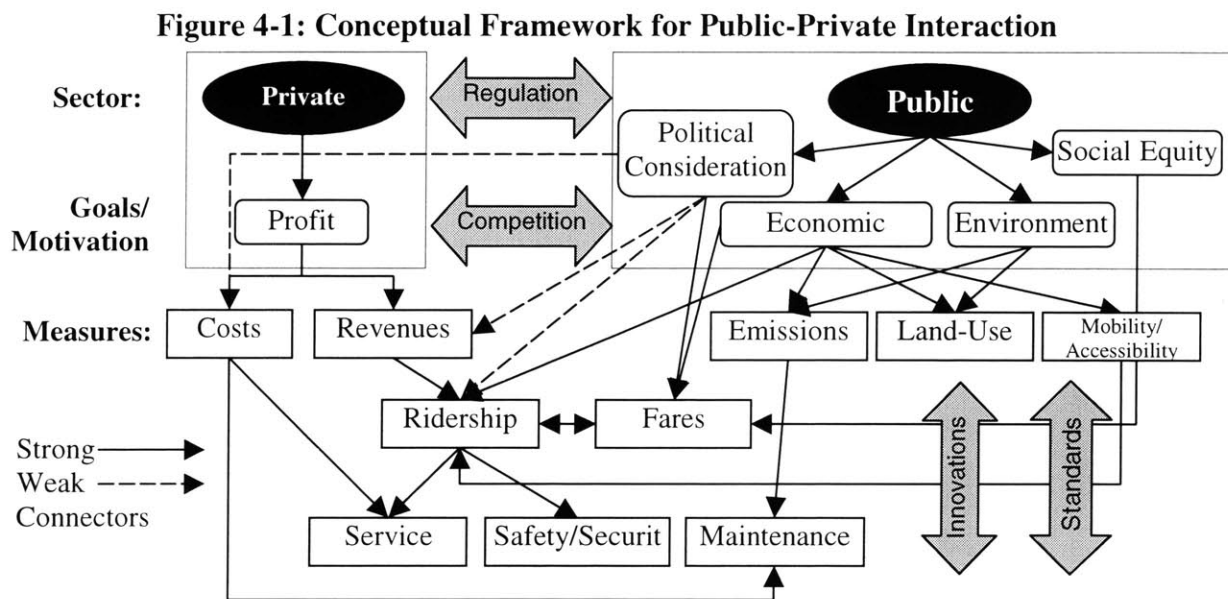 Figure 4-1: Conceptual Framework for Public-Private Interaction
Sector:
Private
Regulation
Public
Political
Consideration
Social Equity
Goals/
Motivation
Profit
Competition
Economic
Environment
Measures:
Costs
Revenues
Emissions
Land-Use
Mobility/
Accessibility
Ridership
Fares
Innovations
Standards
Strong
Weak
Connectors
Service
Safety/Securit
Maintenance